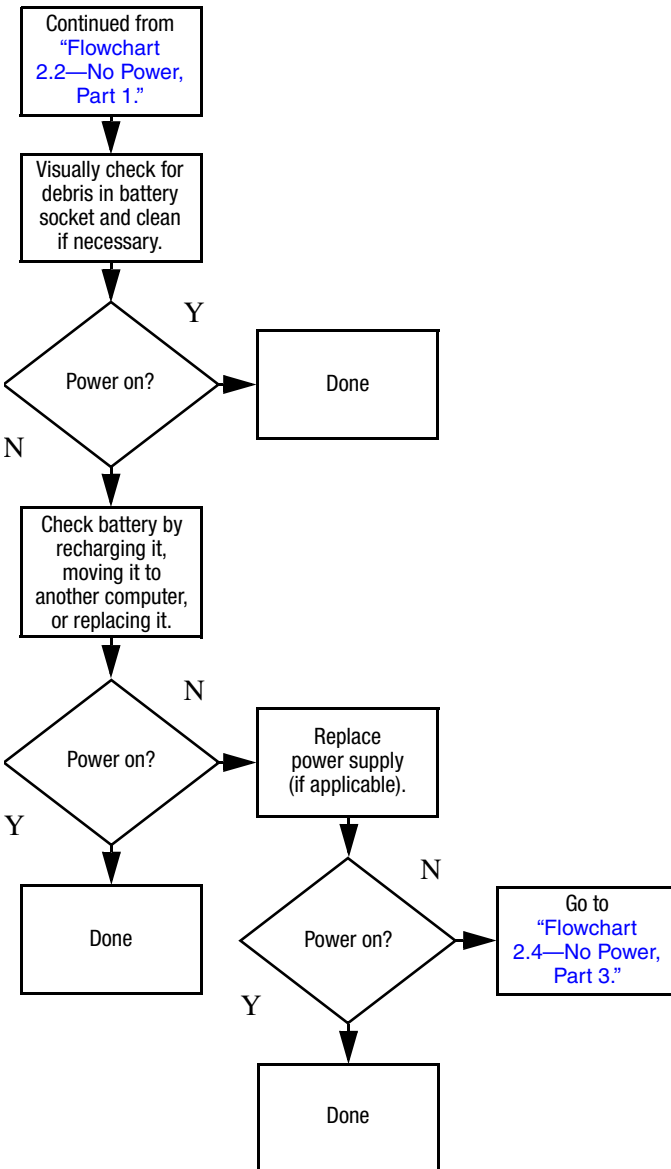 Continued from
“Flowchart
2.2—No Power,
Part 1.”
Visually check for
debris in battery
socket and clean
if necessary.
Y
Power on?
Done
N
Check battery by
recharging it,
moving it to
another computer,
or replacing it.
N
Power on?
Replace
power supply
(if applicable).
Y
Done
N
Power on?
Go to
“Flowchart
2.4—No Power,
Part 3.”
Y
Done